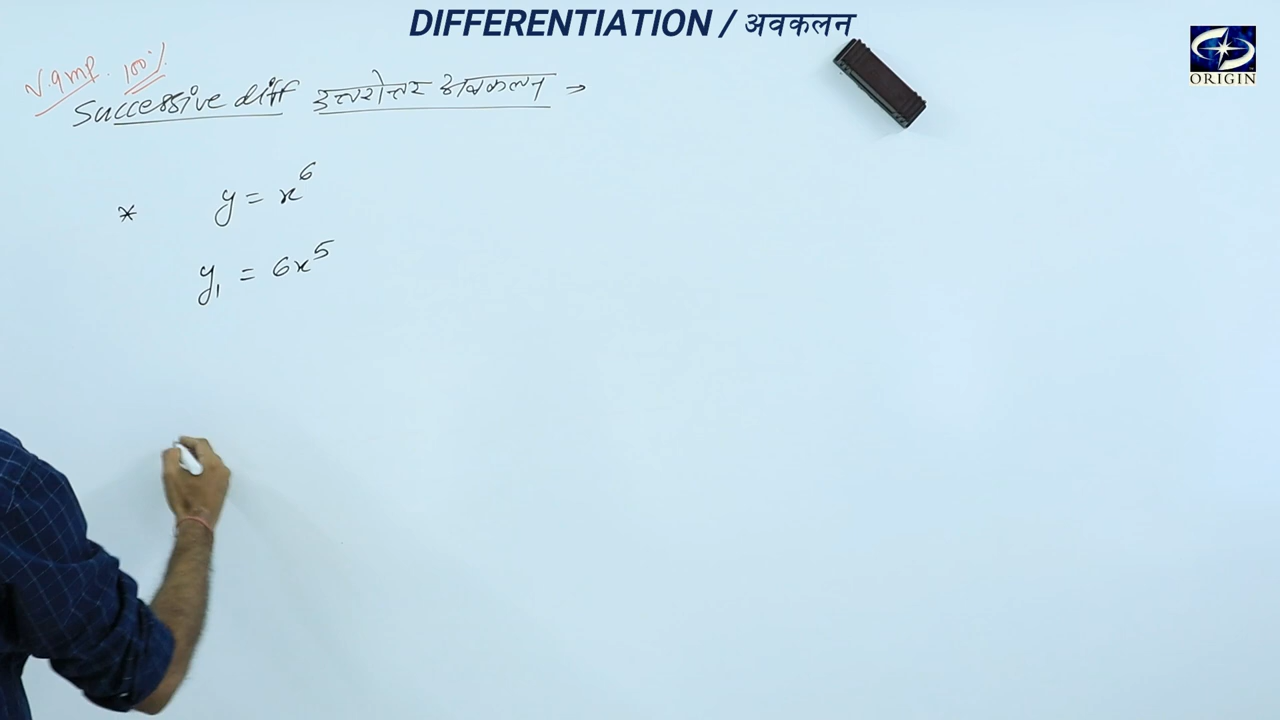 DIFFERENTIATION / अवकलन
ORIGIN
V.Imp. 100%
Successive diff उत्तरोत्तर अवकलन →
* y = x⁶
y₁ = 6x⁵